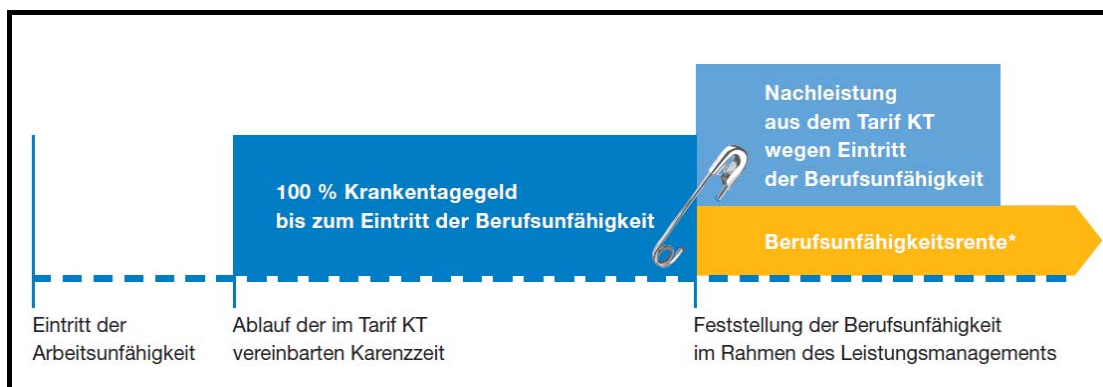 Nachleistung
aus dem Tarif KT
wegen Eintritt
der Berufsunfähigkeit
100 % Krankentagegeld
bis zum Eintritt der Berufsunfähigkeit
Berufsunfähigkeitsrente*
Eintritt der
Arbeitsunfähigkeit
Ablauf der im Tarif KT
vereinbarten Karenzzeit
Feststellung der Berufsunfähigkeit
im Rahmen des Leistungsmanagements